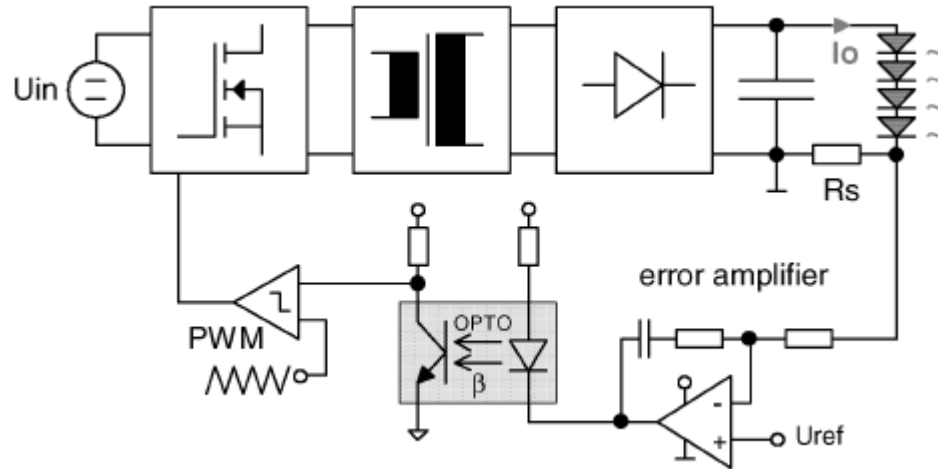 Io
Uin
Rs
error amplifier
OPTO
PWM
β
-
+
Uref